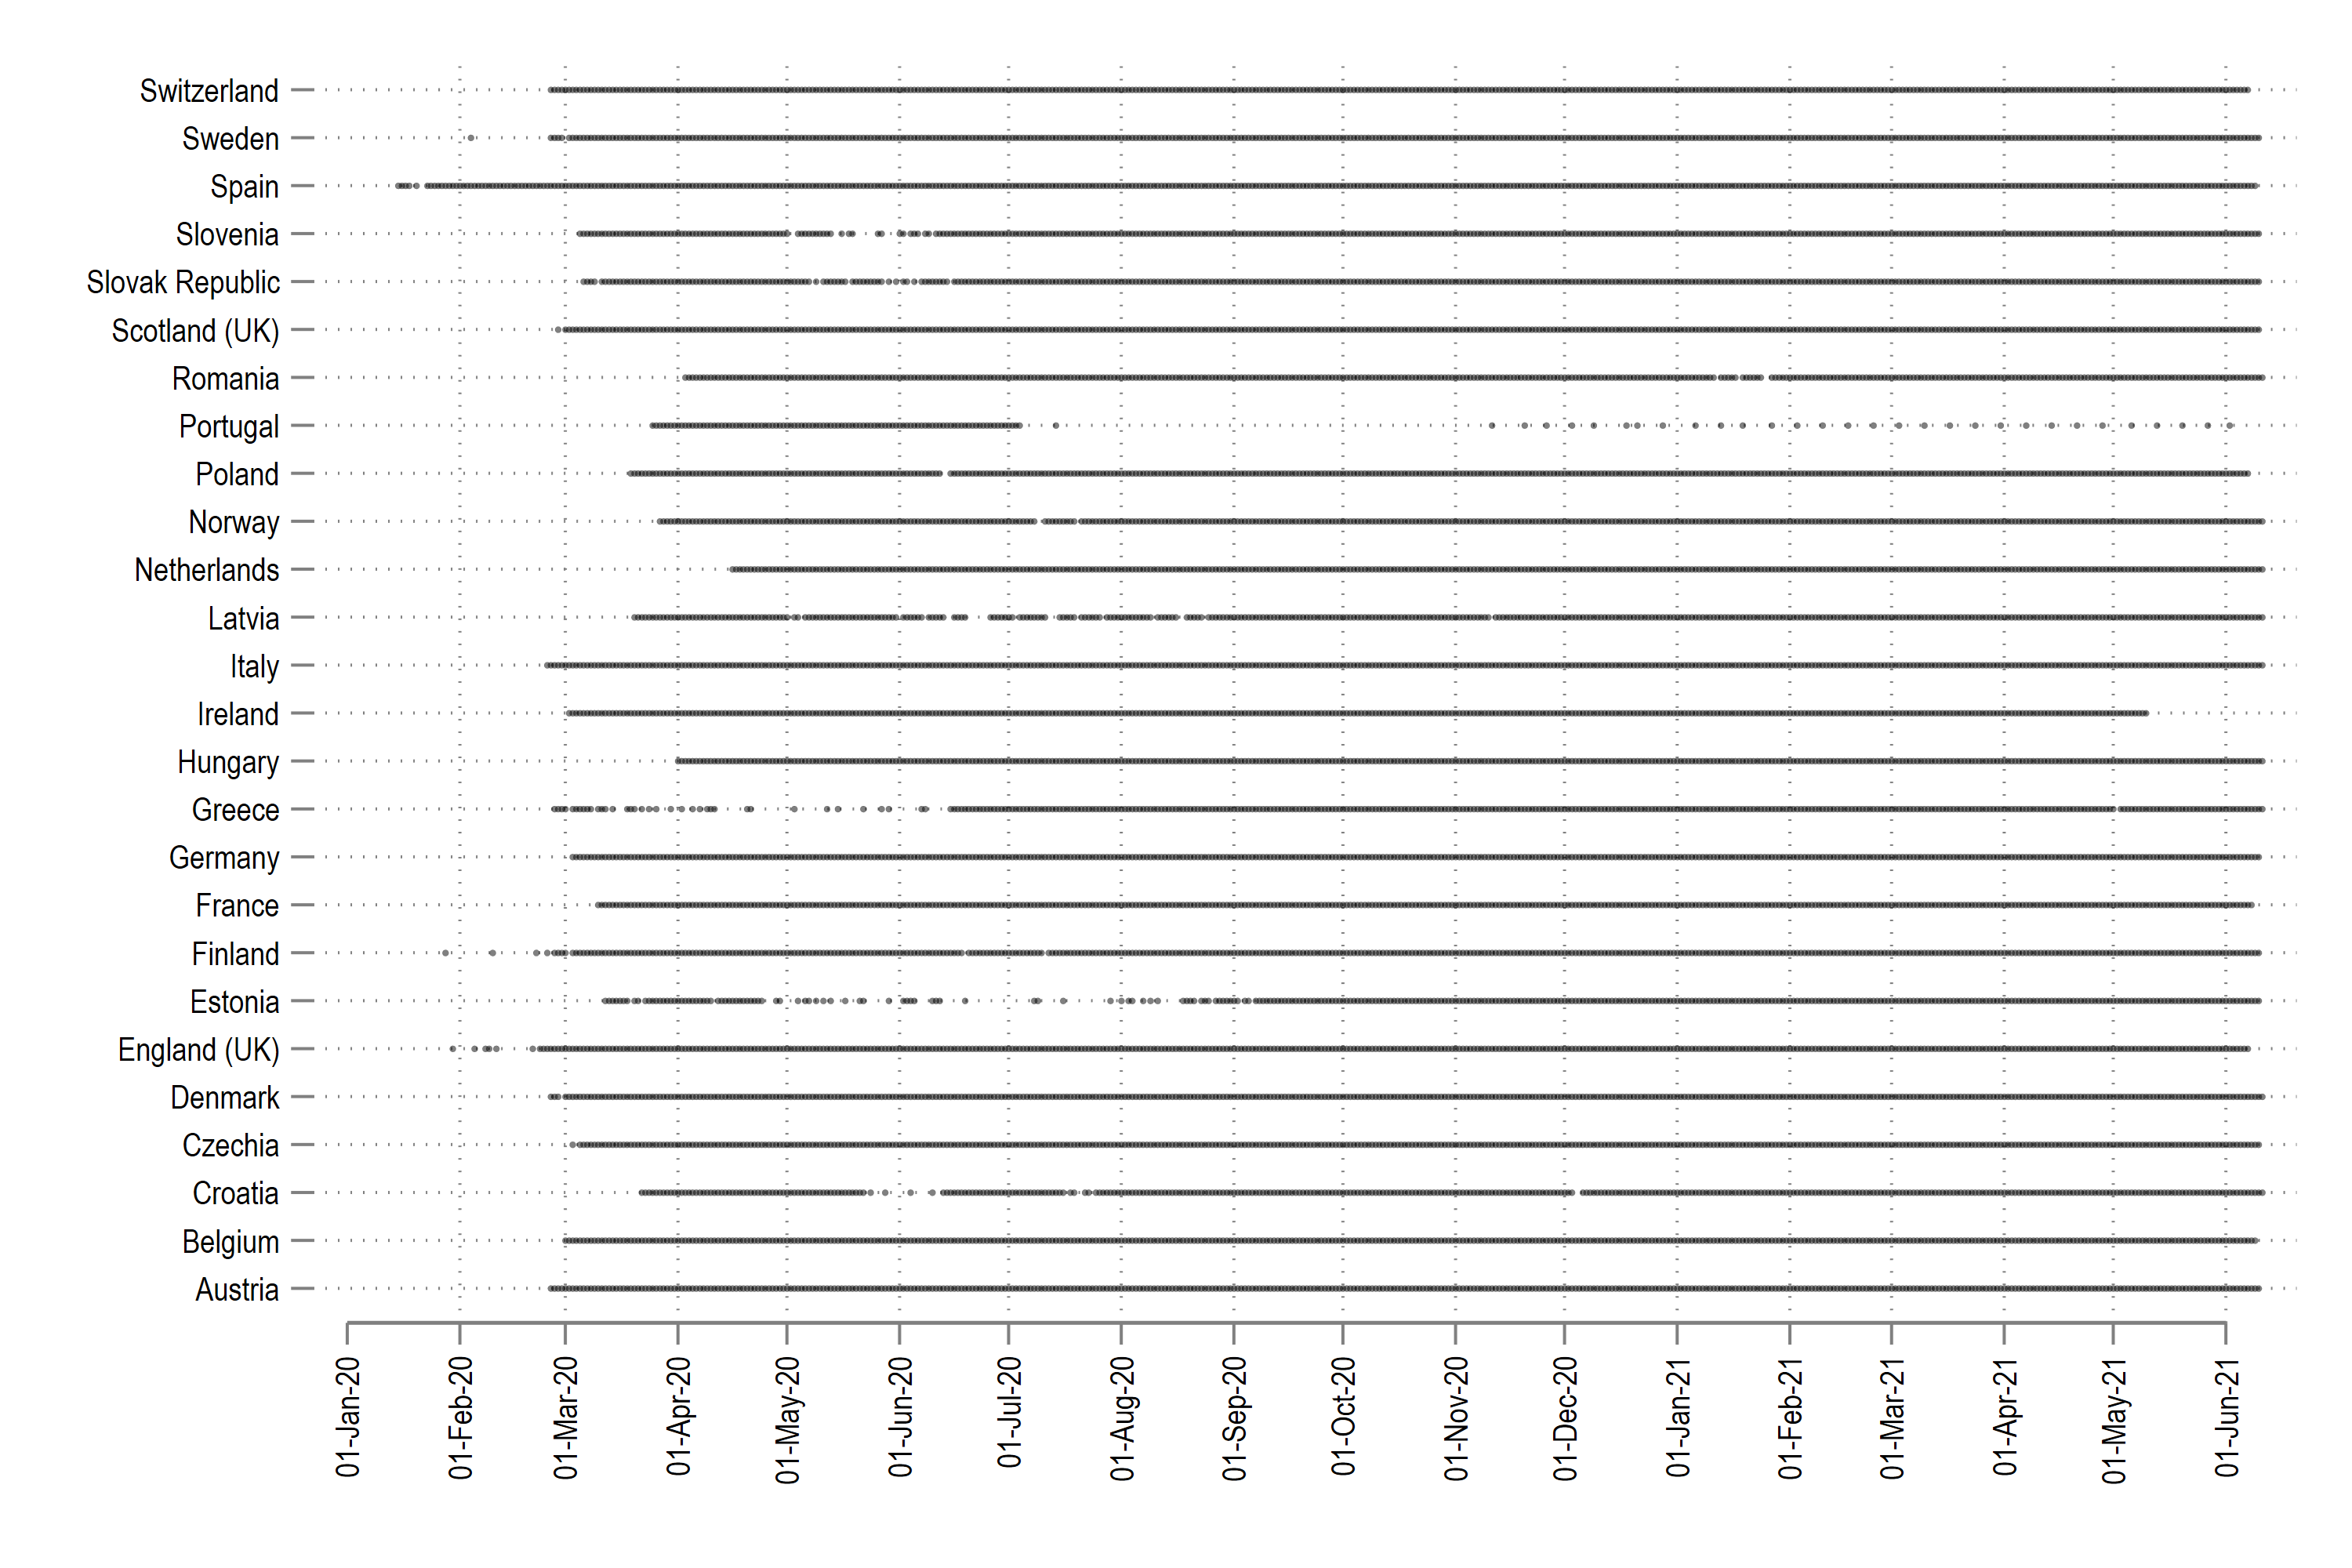 Switzerland
Sweden
Spain
Slovenia
Slovak Republic
Scotland (UK)
Romania
Portugal
Poland
Norway
Netherlands
Latvia
Italy
Ireland
Hungary
Greece
Germany
France
Finland
Estonia
England (UK)
Denmark
Czechia
Croatia
Belgium
Austria
01-Jan-20
01-Feb-20
01-Mar-20
01-Apr-20
01-May-20
01-Jun-20
01-Jul-20
01-Aug-20
01-Sep-20
01-Oct-20
01-Nov-20
01-Dec-20
01-Jan-21
01-Feb-21
01-Mar-21
01-Apr-21
01-May-21
01-Jun-21